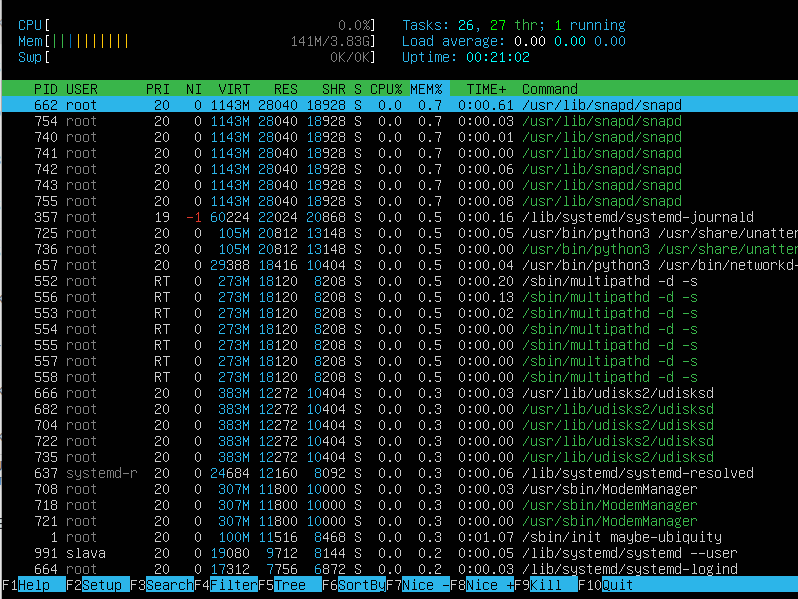 CPU[ 0.0%] Tasks: 26, 27 thr; 1 running
Mem[||||||||||| 141M/3.83G] Load average: 0.00 0.00 0.00
Swp[ 0K/0K] Uptime: 00:21:02
PID USER PRI NI VIRT RES SHR S CPU% MEM% TIME+ Command
662 root 20 0 1143M 28040 18928 S 0.0 0.7 0:00.61 /usr/lib/snapd/snapd
754 root 20 0 1143M 28040 18928 S 0.0 0.7 0:00.03 /usr/lib/snapd/snapd
740 root 20 0 1143M 28040 18928 S 0.0 0.7 0:00.01 /usr/lib/snapd/snapd
741 root 20 0 1143M 28040 18928 S 0.0 0.7 0:00.00 /usr/lib/snapd/snapd
742 root 20 0 1143M 28040 18928 S 0.0 0.7 0:00.06 /usr/lib/snapd/snapd
743 root 20 0 1143M 28040 18928 S 0.0 0.7 0:00.00 /usr/lib/snapd/snapd
755 root 20 0 1143M 28040 18928 S 0.0 0.7 0:00.08 /usr/lib/snapd/snapd
357 root 19 -1 60224 22024 20868 S 0.0 0.5 0:00.16 /lib/systemd/systemd-journald
725 root 20 0 105M 20812 13148 S 0.0 0.5 0:00.05 /usr/bin/python3 /usr/share/unatten
736 root 20 0 105M 20812 13148 S 0.0 0.5 0:00.00 /usr/bin/python3 /usr/share/unatten
657 root 20 0 29388 18416 10404 S 0.0 0.5 0:00.04 /usr/bin/python3 /usr/bin/networkd-
552 root RT 0 273M 18120 8208 S 0.0 0.5 0:00.20 /sbin/multipathd -d -s
556 root RT 0 273M 18120 8208 S 0.0 0.5 0:00.13 /sbin/multipathd -d -s
553 root RT 0 273M 18120 8208 S 0.0 0.5 0:00.02 /sbin/multipathd -d -s
554 root RT 0 273M 18120 8208 S 0.0 0.5 0:00.00 /sbin/multipathd -d -s
555 root RT 0 273M 18120 8208 S 0.0 0.5 0:00.00 /sbin/multipathd -d -s
557 root RT 0 273M 18120 8208 S 0.0 0.5 0:00.00 /sbin/multipathd -d -s
558 root RT 0 273M 18120 8208 S 0.0 0.5 0:00.00 /sbin/multipathd -d -s
666 root 20 0 383M 12272 10404 S 0.0 0.3 0:00.03 /usr/lib/udisks2/udisksd
682 root 20 0 383M 12272 10404 S 0.0 0.3 0:00.00 /usr/lib/udisks2/udisksd
704 root 20 0 383M 12272 10404 S 0.0 0.3 0:00.00 /usr/lib/udisks2/udisksd
722 root 20 0 383M 12272 10404 S 0.0 0.3 0:00.00 /usr/lib/udisks2/udisksd
735 root 20 0 383M 12272 10404 S 0.0 0.3 0:00.00 /usr/lib/udisks2/udisksd
637 systemd-r 20 0 24684 12160 8092 S 0.0 0.3 0:00.06 /lib/systemd/systemd-resolved
708 root 20 0 307M 11800 10000 S 0.0 0.3 0:00.03 /usr/sbin/ModemManager
718 root 20 0 307M 11800 10000 S 0.0 0.3 0:00.00 /usr/sbin/ModemManager
721 root 20 0 307M 11800 10000 S 0.0 0.3 0:00.00 /usr/sbin/ModemManager
1 root 20 0 100M 11516 8468 S 0.0 0.3 0:01.07 /sbin/init maybe-ubiquity
991 slava 20 0 19080 9712 8144 S 0.0 0.2 0:00.05 /lib/systemd/systemd --user
664 root 20 0 17312 7756 6872 S 0.0 0.2 0:00.03 /lib/systemd/systemd-logind
F1Help F2Setup F3SearchF4FilterF5Tree F6SortByF7Nice -F8Nice +F9Kill F10Quit